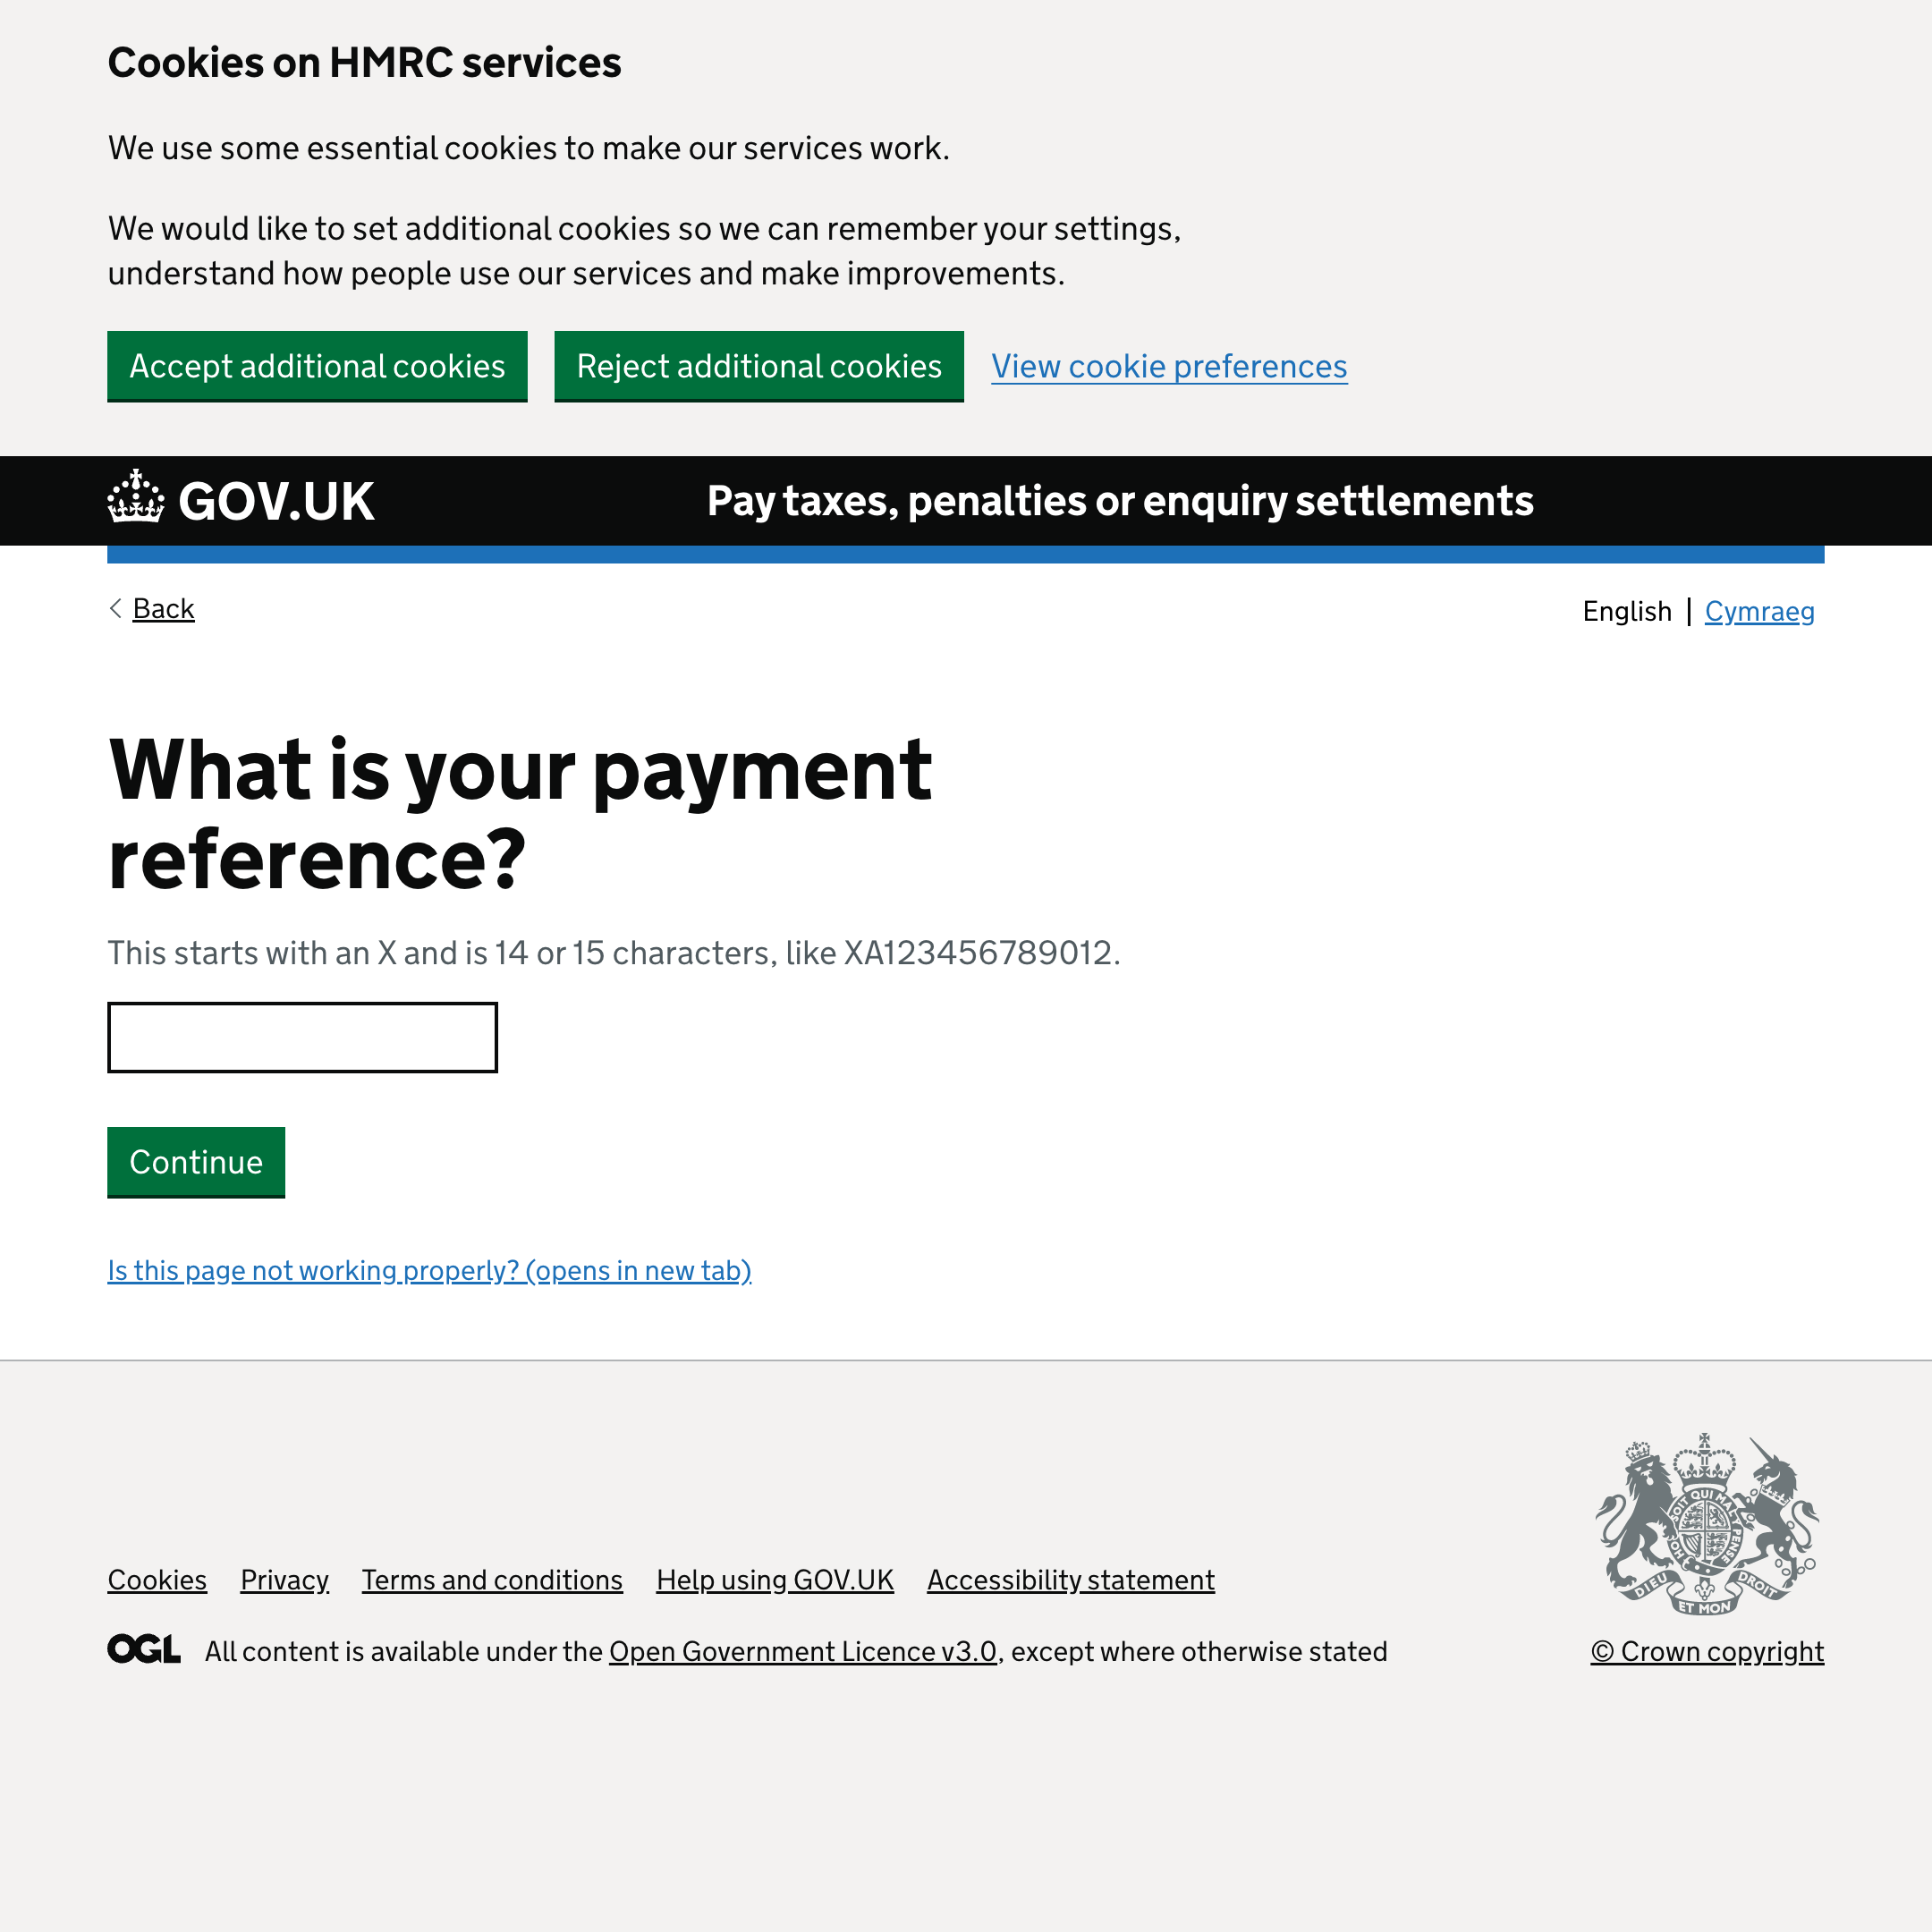 Cookies on HMRC services
We use some essential cookies to make our services work.
We would like to set additional cookies so we can remember your settings,
understand how people use our services and make improvements.
Accept additional cookies Reject additional cookies View cookie preferences
GOV.UK Pay taxes, penalties or enquiry settlements
Back English | Cymraeg
What is your payment
reference?
This starts with an X and is 14 or 15 characters, like XA123456789012.
Continue
Is this page not working properly? (opens in new tab)
Cookies Privacy Terms and conditions Help using GOV.UK Accessibility statement
OGL All content is available under the Open Government Licence v3.0, except where otherwise stated
SOIT QUI MAL Y PENSE
HON
DIEU ET MON DROIT
© Crown copyright